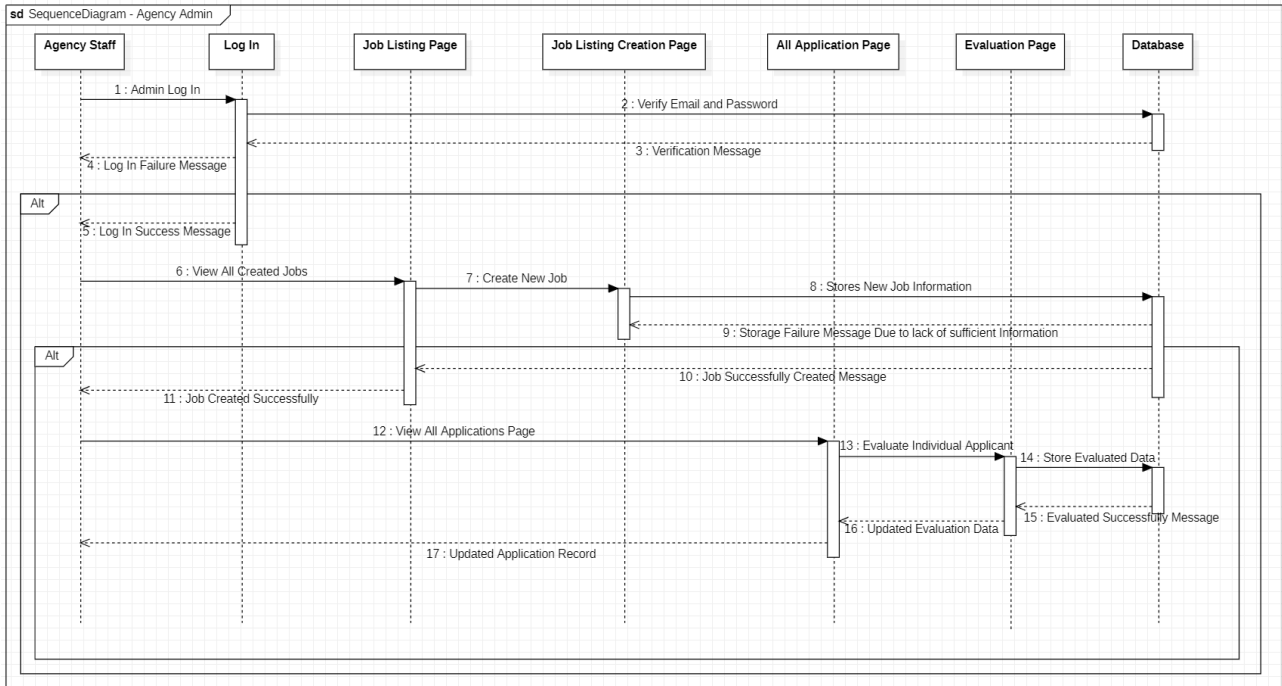 sd SequenceDiagram - Agency Admin
Agency Staff
Log In
Job Listing Page
Job Listing Creation Page
All Application Page
Evaluation Page
Database
1 : Admin Log In
2 : Verify Email and Password
3 : Verification Message
4 : Log In Failure Message
Alt
5 : Log In Success Message
6 : View All Created Jobs
7 : Create New Job
8 : Stores New Job Information
9 : Storage Failure Message Due to lack of sufficient Information
Alt
10 : Job Successfully Created Message
11 : Job Created Successfully
12 : View All Applications Page
13 : Evaluate Individual Applicant
14 : Store Evaluated Data
15 : Evaluated Successfully Message
16 : Updated Evaluation Data
17 : Updated Application Record